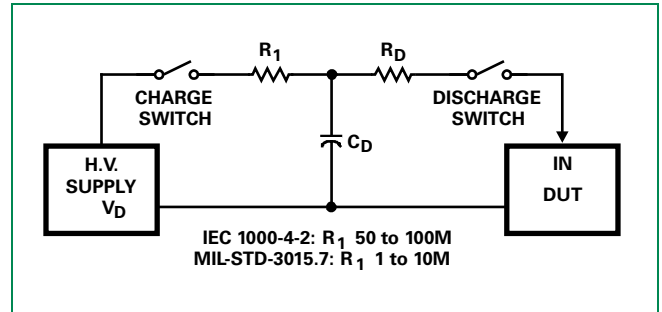 R1
RD
CHARGE
SWITCH
DISCHARGE
SWITCH
CD
H.V.
SUPPLY
VD
IN
DUT
IEC 1000-4-2: R1 50 to 100M
MIL-STD-3015.7: R1 1 to 10M